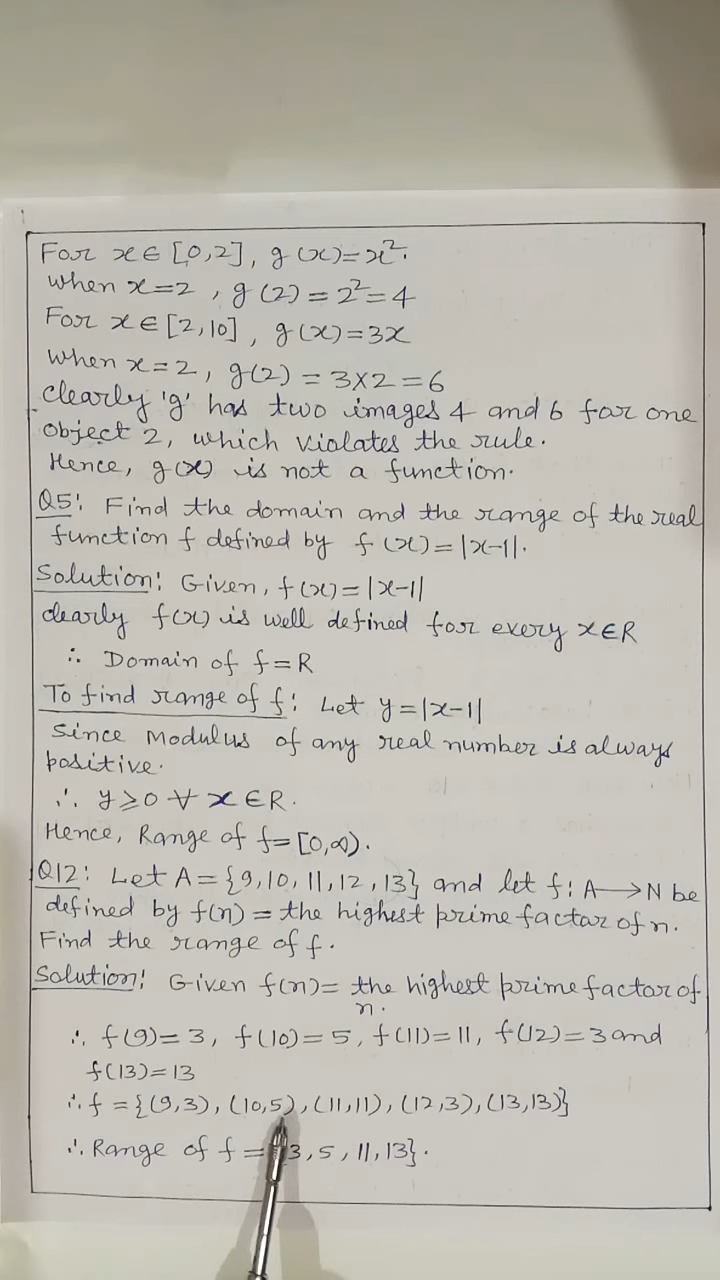 For x ∈ [0,2], g(x)=x².
when x=2, g(2)=2²=4
For x ∈ [2,10], g(x)=3x
when x=2, g(2)=3×2=6
clearly 'g' has two images 4 and 6 for one
object 2, which violates the rule.
Hence, g(x) is not a function.
Q5: Find the domain and the range of the real
function f defined by f(x)=|x-1|.
Solution: Given, f(x)=|x-1|
clearly f(x) is well defined for every x∈R
∴ Domain of f=R
To find range of f: Let y=|x-1|
Since Modulus of any real number is always
positive.
∴ y≥0 ∀ x∈R.
Hence, Range of f=[0,∞).
Q12: Let A={9,10,11,12,13} and let f:A→N be
defined by f(n)=the highest prime factor of n.
Find the range of f.
Solution: Given f(n)=the highest prime factor of
n.
∴ f(9)=3, f(10)=5, f(11)=11, f(12)=3 and
f(13)=13
∴ f={(9,3),(10,5),(11,11),(12,3),(13,13)}
∴ Range of f=3,5,11,13}.